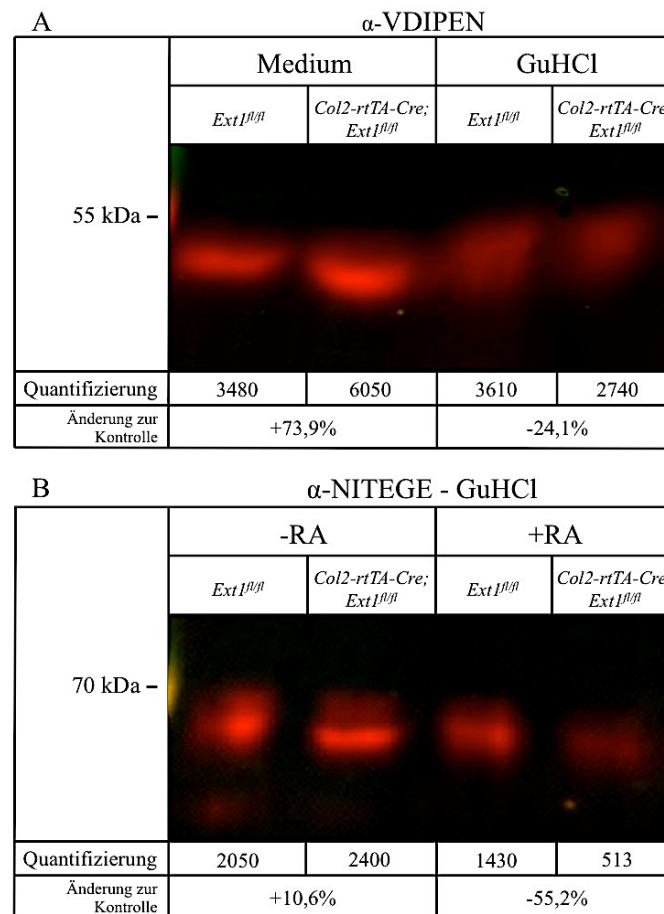 A α-VDIPEN
Medium GuHCl
Ext1fl/fl Col2-rtTA-Cre; Ext1fl/fl Col2-rtTA-Cre
Ext1fl/fl Ext1fl/fl
55 kDa –
Quantifizierung 3480 6050 3610 2740
Änderung zur
Kontrolle +73,9% -24,1%
B α-NITEGE - GuHCl
-RA +RA
Ext1fl/fl Col2-rtTA-Cre; Ext1fl/fl Col2-rtTA-Cre
Ext1fl/fl Ext1fl/fl
70 kDa –
Quantifizierung 2050 2400 1430 513
Änderung zur
Kontrolle +10,6% -55,2%